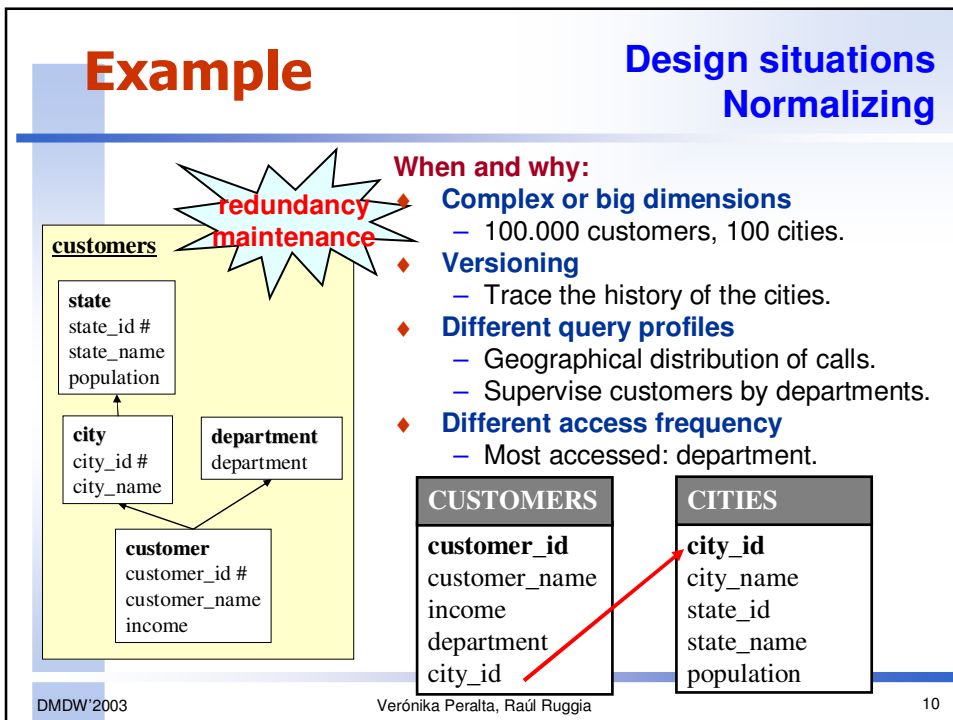 Example
Design situations
Normalizing
redundancy
maintenance
customers
state
state_id #
state_name
population
city
city_id #
city_name
department
department
customer
customer_id #
customer_name
income
When and why:
♦ Complex or big dimensions
– 100.000 customers, 100 cities.
♦ Versioning
– Trace the history of the cities.
♦ Different query profiles
– Geographical distribution of calls.
– Supervise customers by departments.
♦ Different access frequency
– Most accessed: department.
CUSTOMERS
customer_id
customer_name
income
department
city_id
CITIES
city_id
city_name
state_id
state_name
population
DMDW'2003
Verónika Peralta, Raúl Ruggia
10